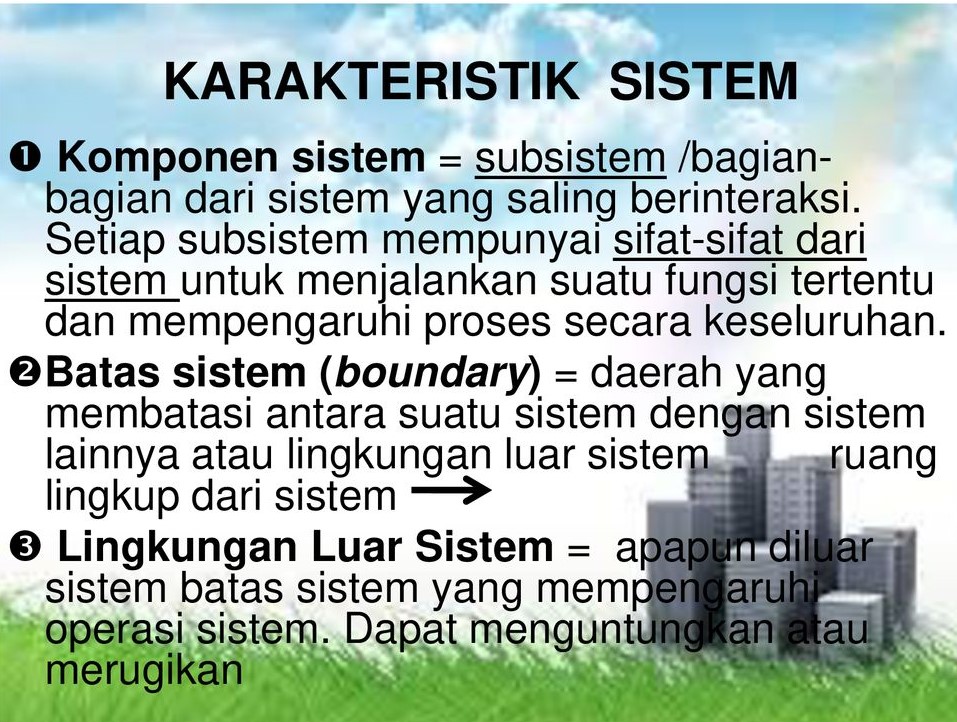 KARAKTERISTIK SISTEM
❶ Komponen sistem = subsistem /bagian-
bagian dari sistem yang saling berinteraksi.
Setiap subsistem mempunyai sifat-sifat dari
sistem untuk menjalankan suatu fungsi tertentu
dan mempengaruhi proses secara keseluruhan.
❷Batas sistem (boundary) = daerah yang
membatasi antara suatu sistem dengan sistem
lainnya atau lingkungan luar sistem ruang
lingkup dari sistem →
❸ Lingkungan Luar Sistem = apapun diluar
sistem batas sistem yang mempengaruhi
operasi sistem. Dapat menguntungkan atau
merugikan